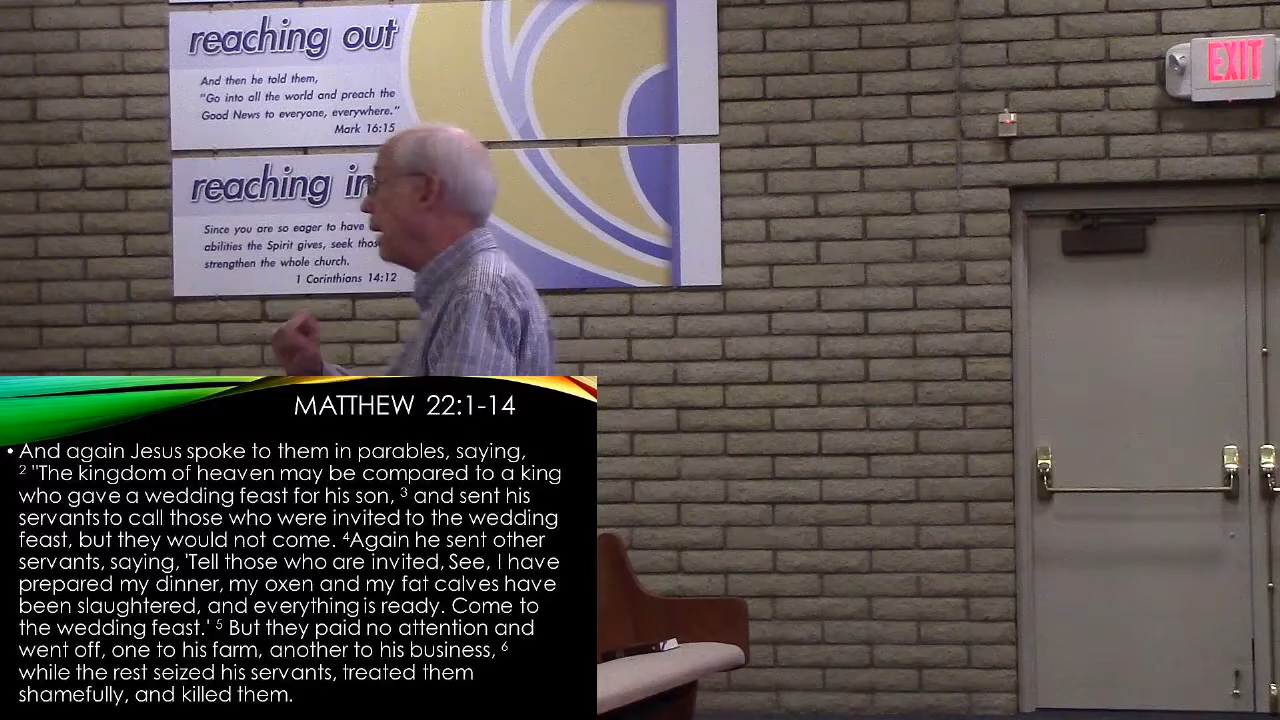 reaching out
And then he told them,
“Go into all the world and preach the
Good News to everyone, everywhere.”
Mark 16:15
reaching in
Since you are so eager to have
abilities the Spirit gives, seek
strengthen the whole church.
1 Corinthians 14:12
EXIT
MATTHEW 22:1-14
• And again Jesus spoke to them in parables, saying,
2 "The kingdom of heaven may be compared to a king
who gave a wedding feast for his son, 3 and sent his
servants to call those who were invited to the wedding
feast, but they would not come. 4Again he sent other
servants, saying, 'Tell those who are invited, See, I have
prepared my dinner, my oxen and my fat calves have
been slaughtered, and everything is ready. Come to
the wedding feast.' 5 But they paid no attention and
went off, one to his farm, another to his business, 6
while the rest seized his servants, treated them
shamefully, and killed them.